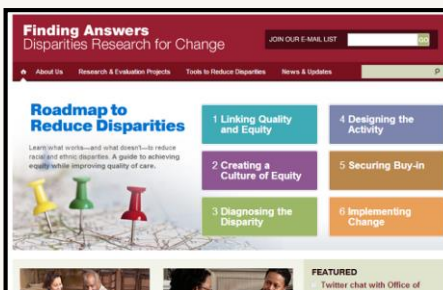 Finding Answers
Disparities Research for Change
JOIN OUR E-MAIL LIST
GO
About Us
Research & Evaluation Projects
Tools to Reduce Disparities
News & Updates
Roadmap to
Reduce Disparities
Learn what works—and what doesn't—to reduce
racial and ethnic disparities. A guide to achieving
equity while improving quality of care.
1 Linking Quality
and Equity
2 Creating a
Culture of Equity
3 Diagnosing the
Disparity
4 Designing the
Activity
5 Securing Buy-in
6 Implementing
Change
FEATURED
Twitter chat with Office of